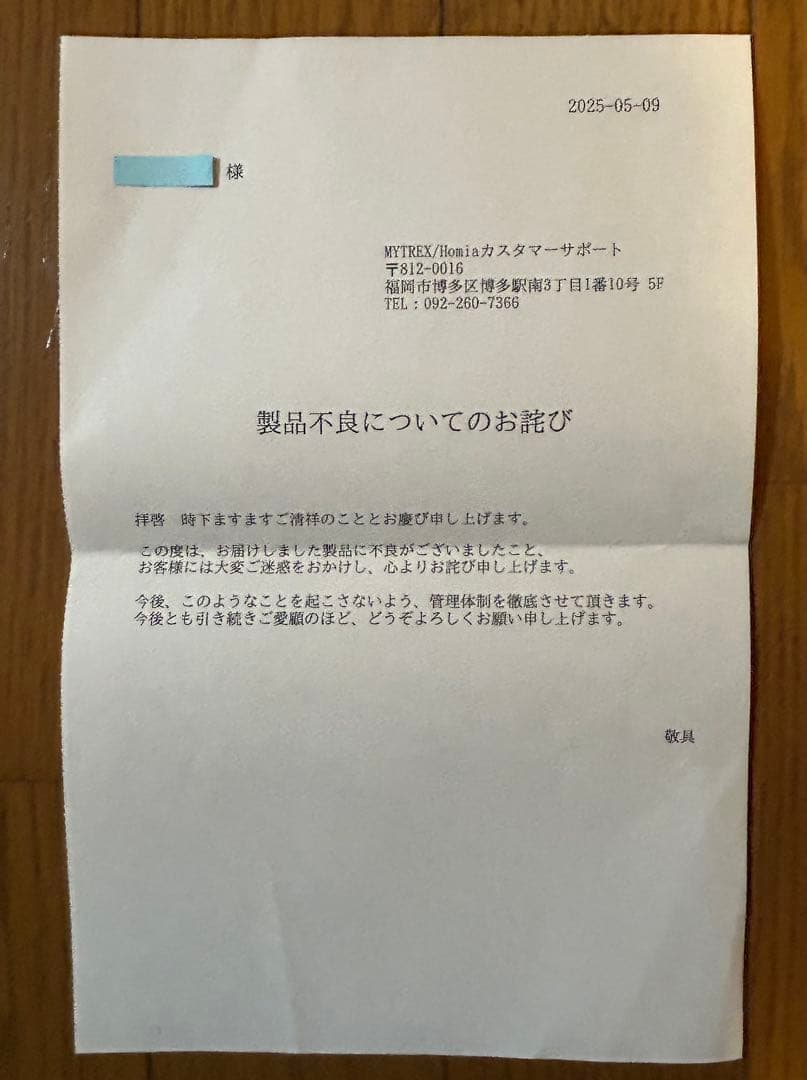 2025-05-09
様
MYTREX/Homiaカスタマーサポート
〒812-0016
福岡市博多区博多駅南3丁目1番10号 5F
TEL：092-260-7366
製品不良についてのお詫び
拝啓　時下ますますご清祥のこととお慶び申し上げます。
この度は、お届けしました製品に不良がございましたこと、
お客様には大変ご迷惑をおかけし、心よりお詫び申し上げます。
今後、このようなことを起こさないよう、管理体制を徹底させて頂きます。
今後とも引き続きご愛顧のほど、どうぞよろしくお願い申し上げます。
敬具